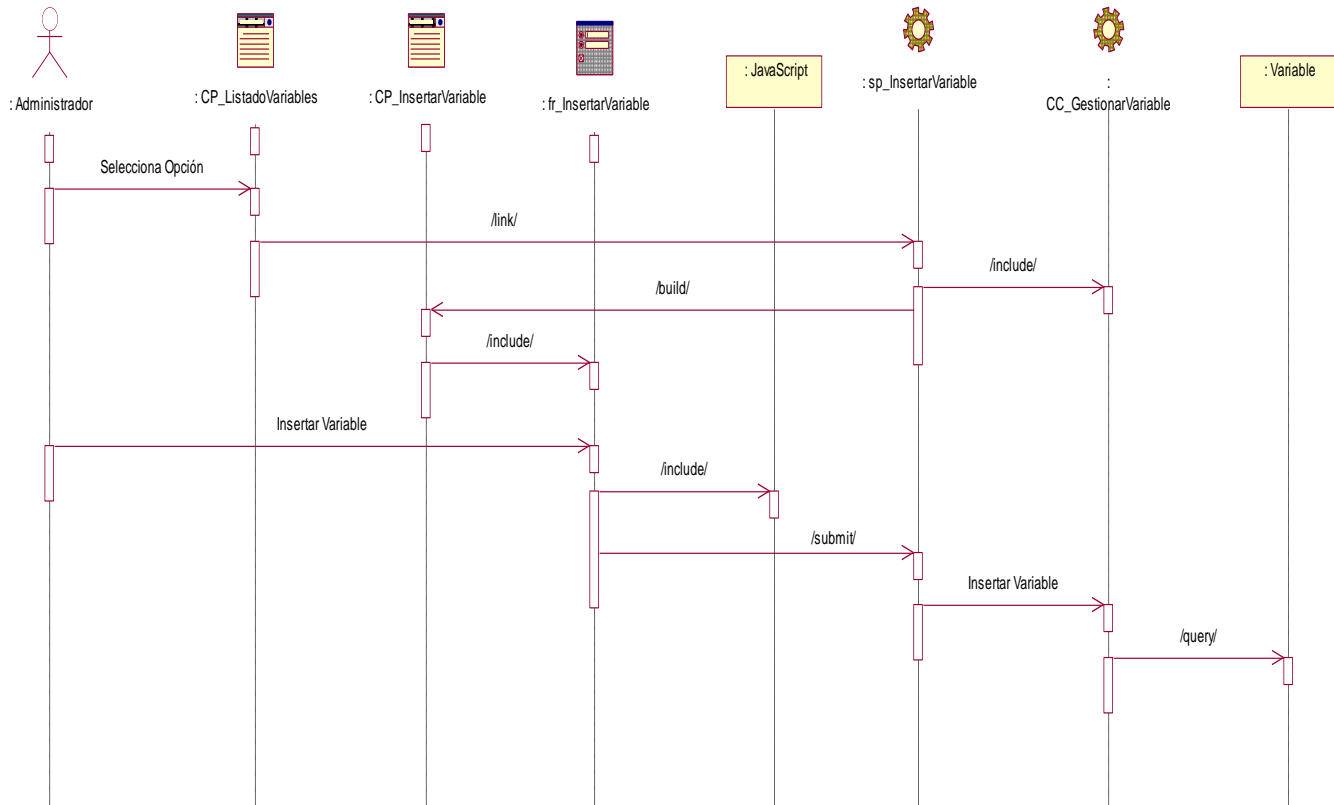 : Administrador
: CP_ListadoVariables
: CP_InsertarVariable
: fr_InsertarVariable
: JavaScript
: sp_InsertarVariable
:
CC_GestionarVariable
: Variable
Selecciona Opción
/link/
/include/
/build/
/include/
Insertar Variable
/include/
/submit/
Insertar Variable
/query/